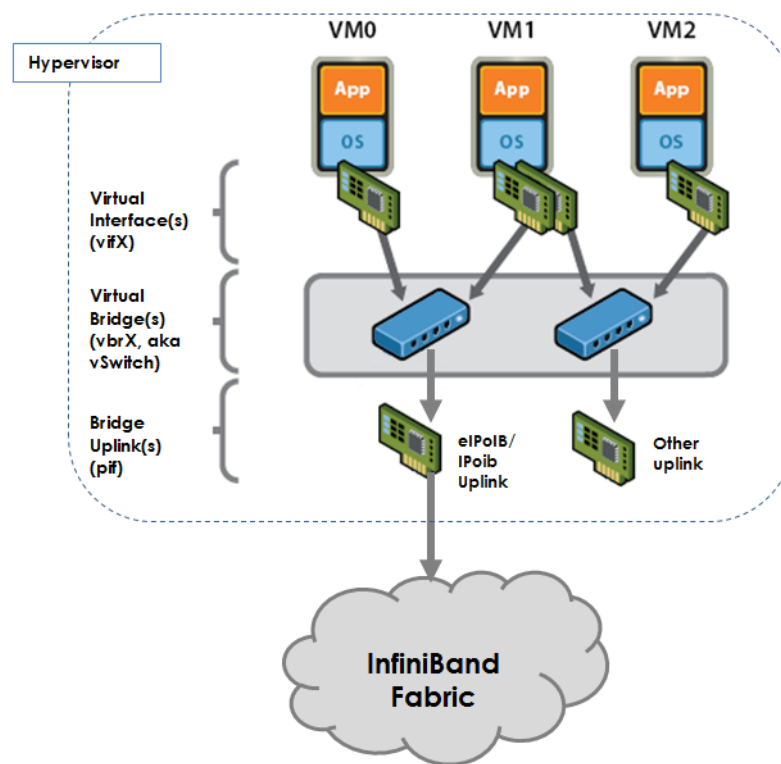 VM0
VM1
VM2
Hypervisor
App
App
App
OS
OS
OS
Virtual
Interface(s)
(vifX)
Virtual
Bridge(s)
(vbrX, aka
vSwitch)
Bridge
Uplink(s)
(pif)
eIPoIB/
IPoib
Uplink
Other
uplink
InfiniBand
Fabric